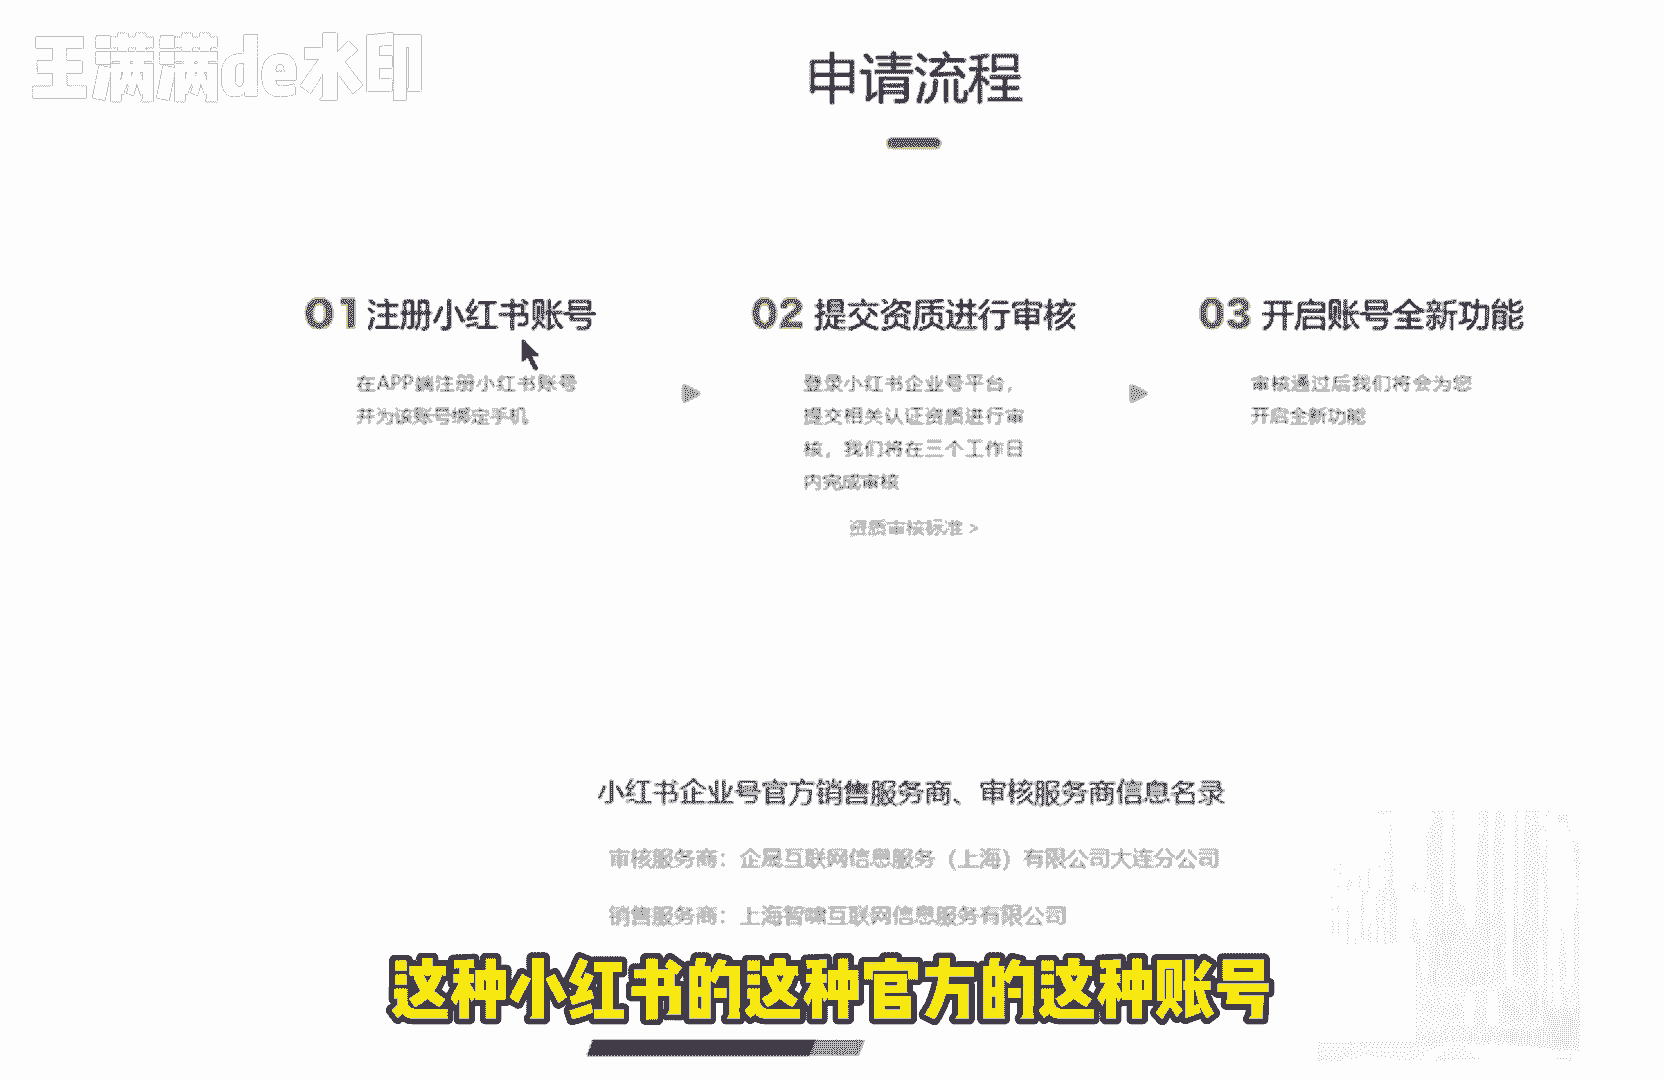 王满满de水印
申请流程
01 注册小红书账号
在APP端注册小红书账号
并为该账号绑定手机
02 提交资质进行审核
登录小红书企业号平台，
提交相关认证资质进行审
核，我们将在三个工作日
内完成审核
资质审核标准 >
03 开启账号全新功能
审核通过后我们将会为您
开启全新功能
小红书企业号官方销售服务商、审核服务商信息名录
审核服务商：企晟互联网信息服务（上海）有限公司大连分公司
销售服务商：上海智啸互联网信息服务有限公司
这种小红书的这种官方的这种账号